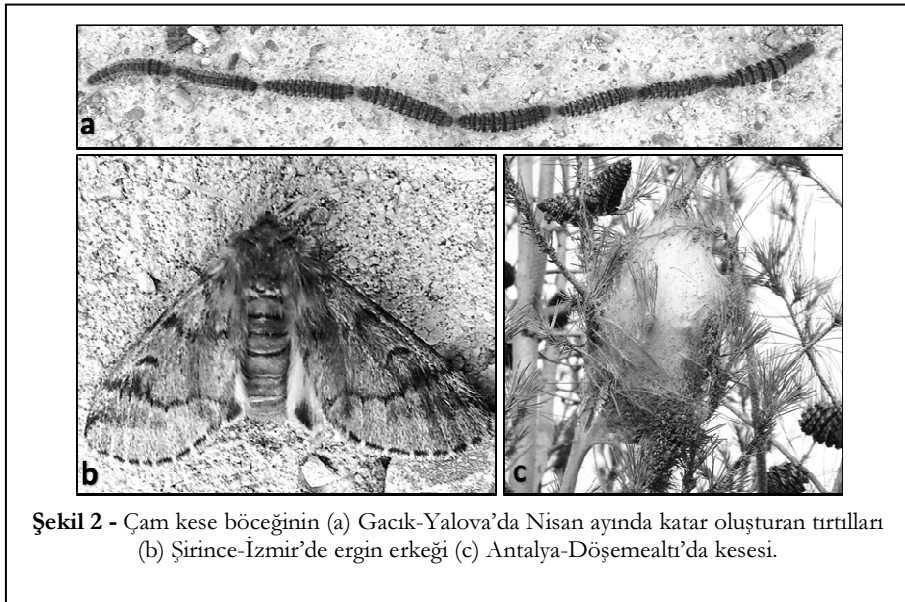 a
b
c
Şekil 2 - Çam kese böceğinin (a) Gacık-Yalova’da Nisan ayında katar oluşturan tırtılları
(b) Şirince-İzmir’de ergin erkeği (c) Antalya-Döşemealtı’da kesesi.